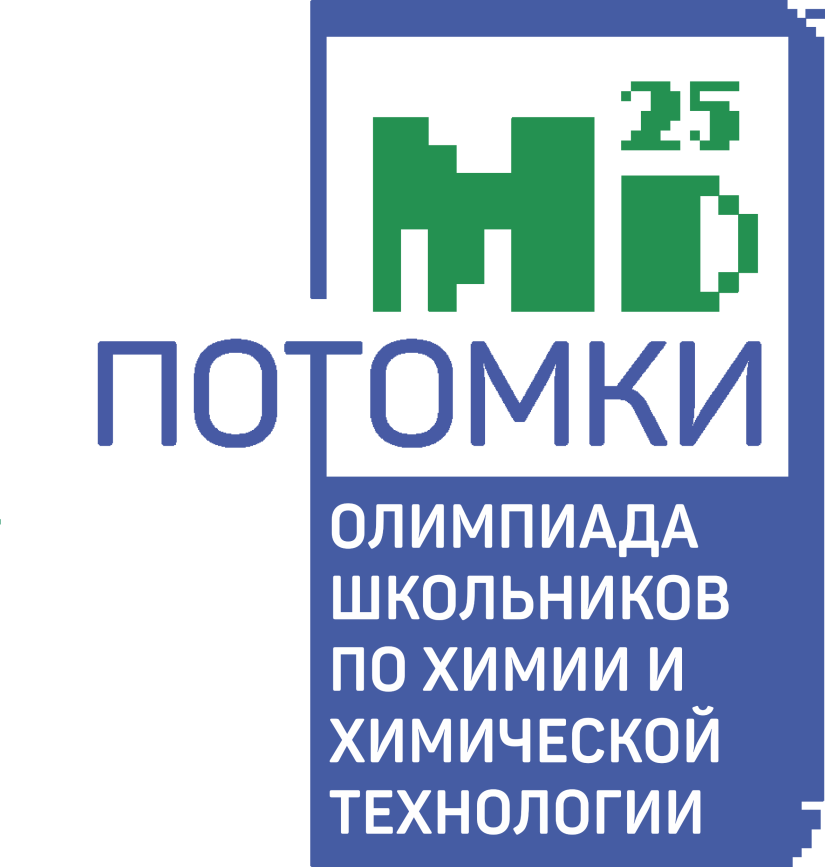 25
MD
ПОТОМКИ
ОЛИМПИАДА
ШКОЛЬНИКОВ
ПО ХИМИИ И
ХИМИЧЕСКОЙ
ТЕХНОЛОГИИ